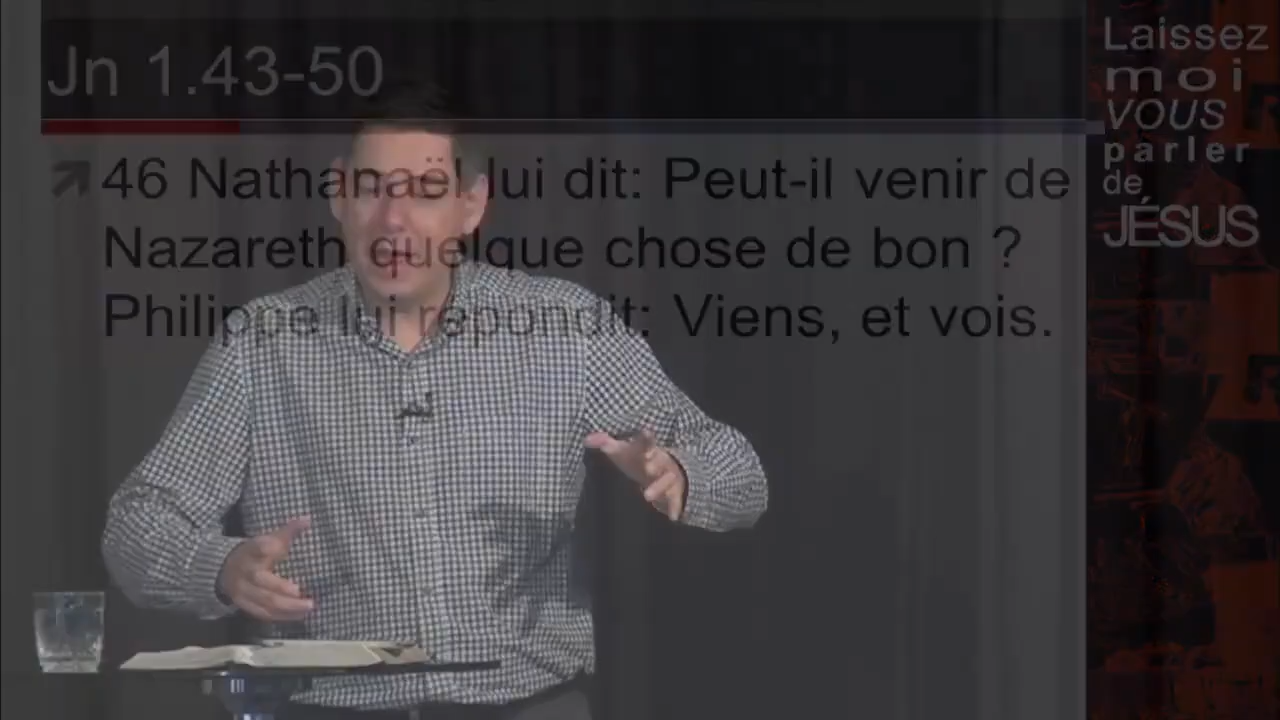 Jn 1.43-50
46 Nathanaël lui dit: Peut-il venir de
Nazareth quelque chose de bon ?
Philippe lui répondit: Viens, et vois.
Laissez
moi
VOUS
parler
de
JÉSUS